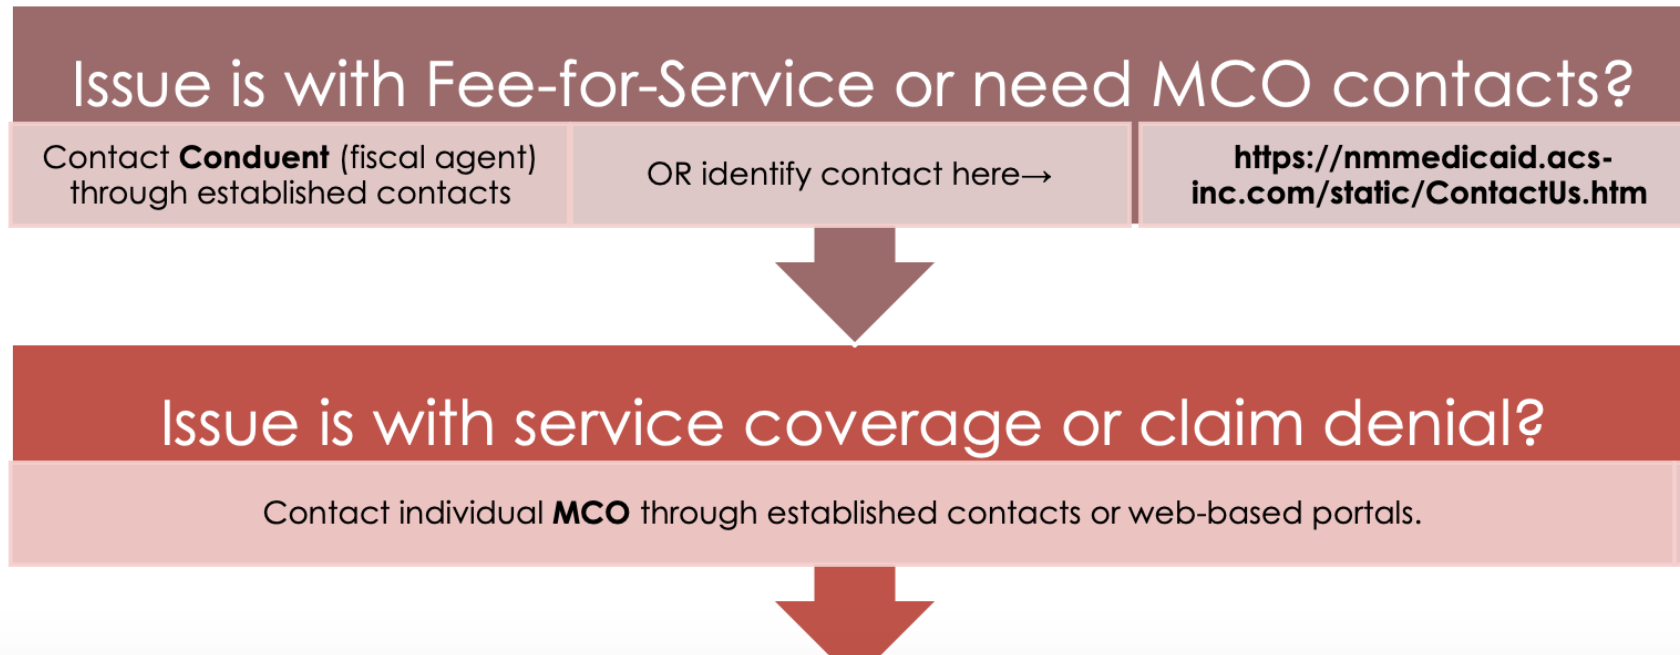 Issue is with Fee-for-Service or need MCO contacts?
Contact Conduent (fiscal agent)
through established contacts
OR identify contact here→
https://nmmedicaid.acs-
inc.com/static/ContactUs.htm
Issue is with service coverage or claim denial?
Contact individual MCO through established contacts or web-based portals.